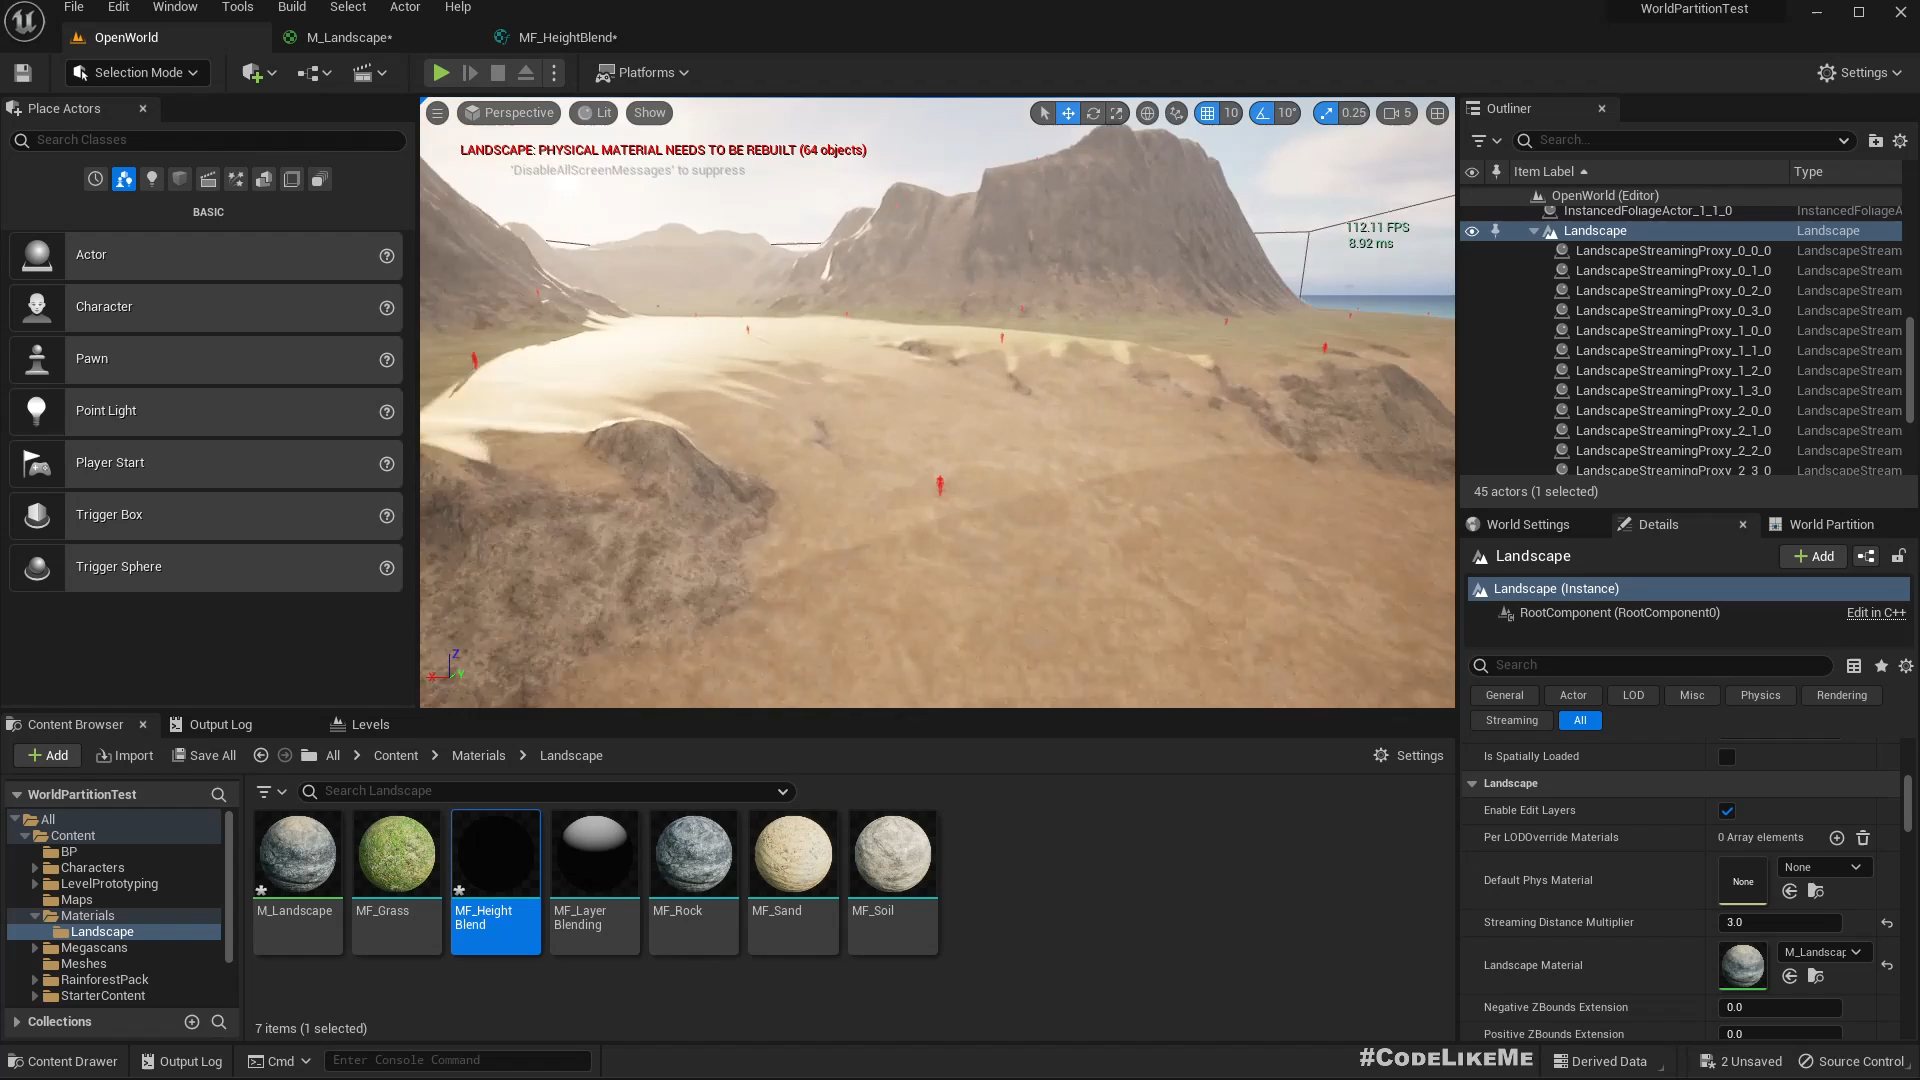 File Edit Window Tools Build Select Actor Help
WorldPartitionTest
OpenWorld
M_Landscape*
MF_HeightBlend*
Selection Mode
Platforms
Settings
Place Actors
Search Classes
BASIC
Actor
Character
Pawn
Point Light
Player Start
Trigger Box
Trigger Sphere
Perspective
Lit
Show
10
10°
0.25
5
LANDSCAPE: PHYSICAL MATERIAL NEEDS TO BE REBUILT (64 objects)
'DisableAllScreenMessages' to suppress
112.11 FPS
8.92 ms
Z
X
Y
Outliner
Search...
Item Label
Type
OpenWorld (Editor)
InstancedFoliageActor_1_1_0 InstancedFoliageA
Landscape Landscape
LandscapeStreamingProxy_0_0_0 LandscapeStream
LandscapeStreamingProxy_0_1_0 LandscapeStream
LandscapeStreamingProxy_0_2_0 LandscapeStream
LandscapeStreamingProxy_0_3_0 LandscapeStream
LandscapeStreamingProxy_1_0_0 LandscapeStream
LandscapeStreamingProxy_1_1_0 LandscapeStream
LandscapeStreamingProxy_1_2_0 LandscapeStream
LandscapeStreamingProxy_1_3_0 LandscapeStream
LandscapeStreamingProxy_2_0_0 LandscapeStream
LandscapeStreamingProxy_2_1_0 LandscapeStream
LandscapeStreamingProxy_2_2_0 LandscapeStream
LandscapeStreamingProxy_2_3_0 LandscapeStream
45 actors (1 selected)
World Settings
Details
World Partition
Landscape
Add
Landscape (Instance)
RootComponent (RootComponent0)
Edit in C++
Search
General Actor LOD Misc Physics Rendering
Streaming All
Is Spatially Loaded
Landscape
Enable Edit Layers
Per LODOverride Materials 0 Array elements
Default Phys Material None None
Streaming Distance Multiplier 3.0
Landscape Material M_Landscap
Negative ZBounds Extension 0.0
Positive ZBounds Extension 0.0
Content Browser
Output Log
Levels
Add
Import
Save All
All > Content > Materials > Landscape
Settings
WorldPartitionTest
Search Landscape
All
Content
BP
Characters
LevelPrototyping
Maps
Materials
Landscape
Megascans
Meshes
RainforestPack
StarterContent
Collections
M_Landscape
MF_Grass
MF_Height
Blend
MF_Layer
Blending
MF_Rock
MF_Sand
MF_Soil
7 items (1 selected)
Content Drawer
Output Log
Cmd
Enter Console Command
#CODELIKEME
Derived Data
2 Unsaved
Source Control